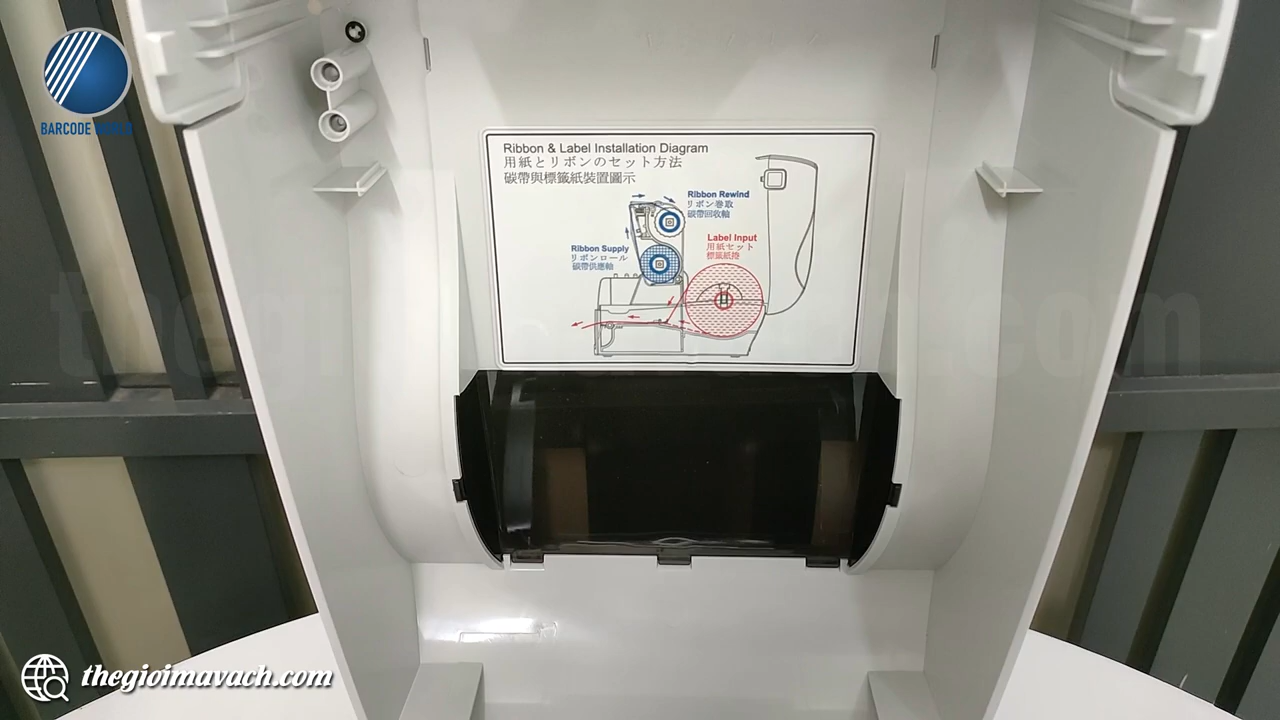 BARCODE WORLD
Ribbon & Label Installation Diagram
用紙とリボンのセット方法
碳帶與標籤紙裝置圖示
Ribbon Rewind
リボン巻取
碳帶回收軸
Label Input
用紙セット
標籤紙捲
Ribbon Supply
リボンロール
碳帶供應軸
thegioimavach.com